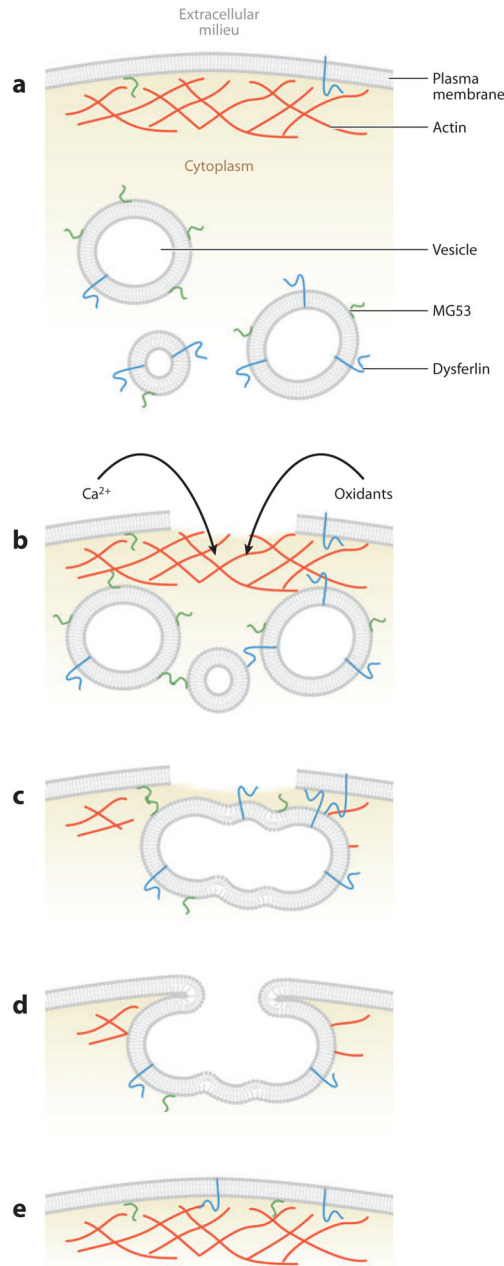 Extracellular
milieu
a
Plasma
membrane
Actin
Cytoplasm
Vesicle
MG53
Dysferlin
Ca²⁺
Oxidants
b
c
d
e